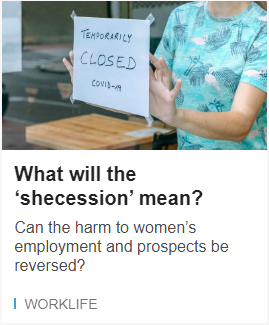 TEMPORARILY
CLOSED
COVID-19
What will the
‘shecession’ mean?
Can the harm to women’s
employment and prospects be
reversed?
WORKLIFE